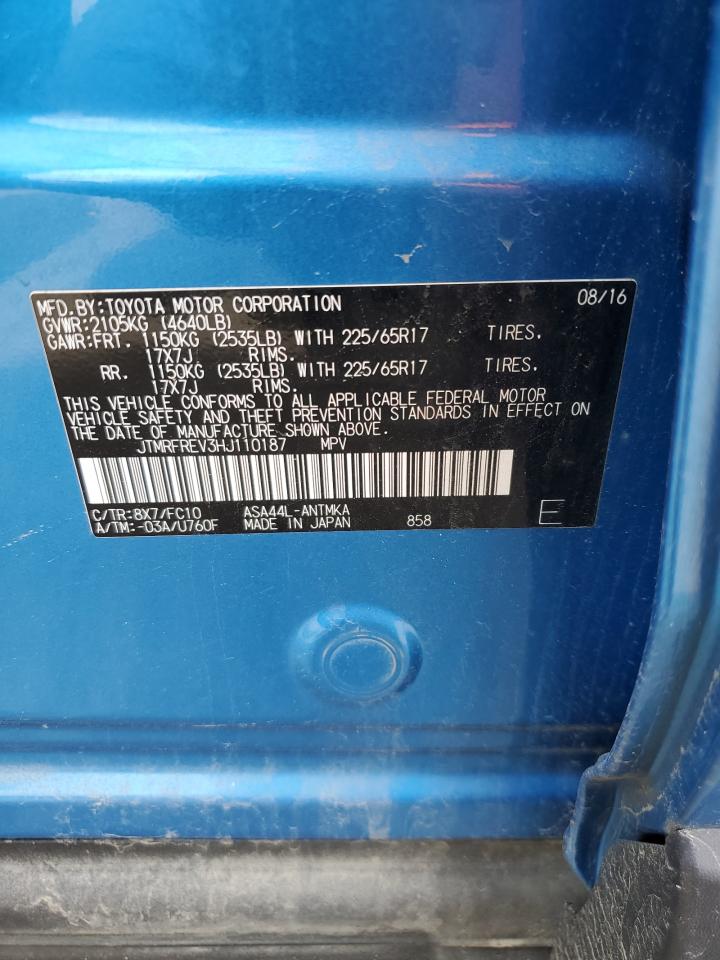 MFD.BY:TOYOTA MOTOR CORPORATION 08/16
GVWR:2105KG (4640LB)
GAWR:FRT. 1150KG (2535LB) WITH 225/65R17 TIRES.
17X7J RIMS.
RR. 1150KG (2535LB) WITH 225/65R17 TIRES.
17X7J RIMS.
THIS VEHICLE CONFORMS TO ALL APPLICABLE FEDERAL MOTOR
VEHICLE SAFETY AND THEFT PREVENTION STANDARDS IN EFFECT ON
THE DATE OF MANUFACTURE SHOWN ABOVE.
JTMRFREV3HJ110187 MPV
C/TR:8X7/FC10 ASA44L-ANTMKA
A/TM:-03A/U760F MADE IN JAPAN 858 E